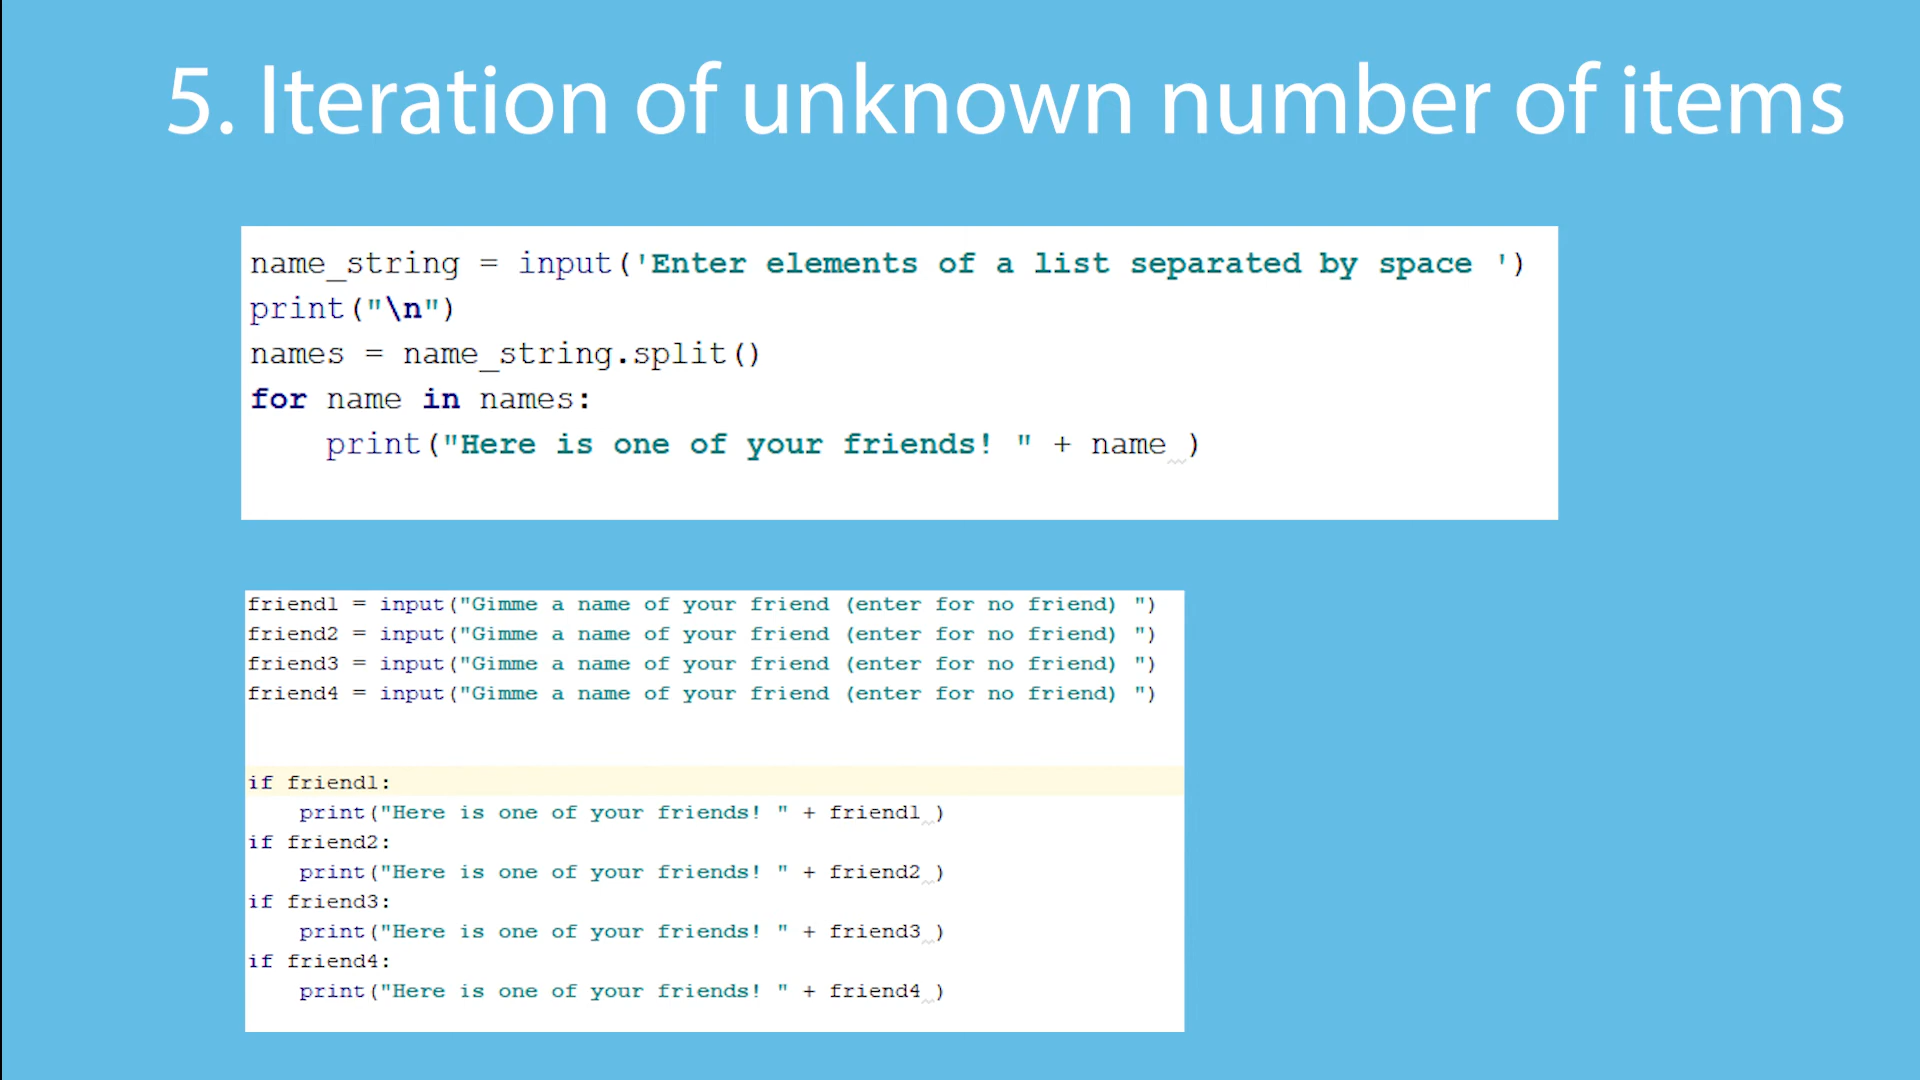 5. Iteration of unknown number of items
name_string = input('Enter elements of a list separated by space ')
print("\n")
names = name_string.split()
for name in names:
    print("Here is one of your friends! " + name )
friend1 = input("Gimme a name of your friend (enter for no friend) ")
friend2 = input("Gimme a name of your friend (enter for no friend) ")
friend3 = input("Gimme a name of your friend (enter for no friend) ")
friend4 = input("Gimme a name of your friend (enter for no friend) ")
if friend1:
    print("Here is one of your friends! " + friend1 )
if friend2:
    print("Here is one of your friends! " + friend2 )
if friend3:
    print("Here is one of your friends! " + friend3 )
if friend4:
    print("Here is one of your friends! " + friend4 )